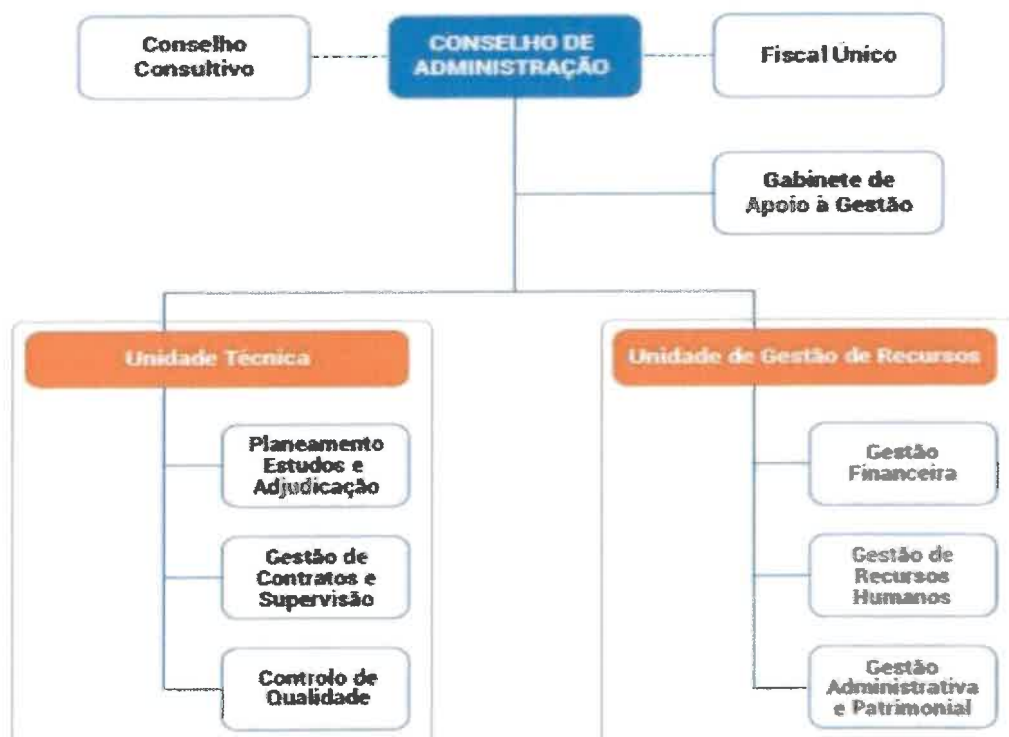 Conselho
Consultivo
CONSELHO DE
ADMINISTRAÇÃO
Fiscal Único
Gabinete de
Apoio à Gestão
Unidade Técnica
Planeamento
Estudos e
Adjudicação
Gestão de
Contratos e
Supervisão
Controlo de
Qualidade
Unidade de Gestão de Recursos
Gestão
Financeira
Gestão de
Recursos
Humanos
Gestão
Administrativa
e Patrimonial